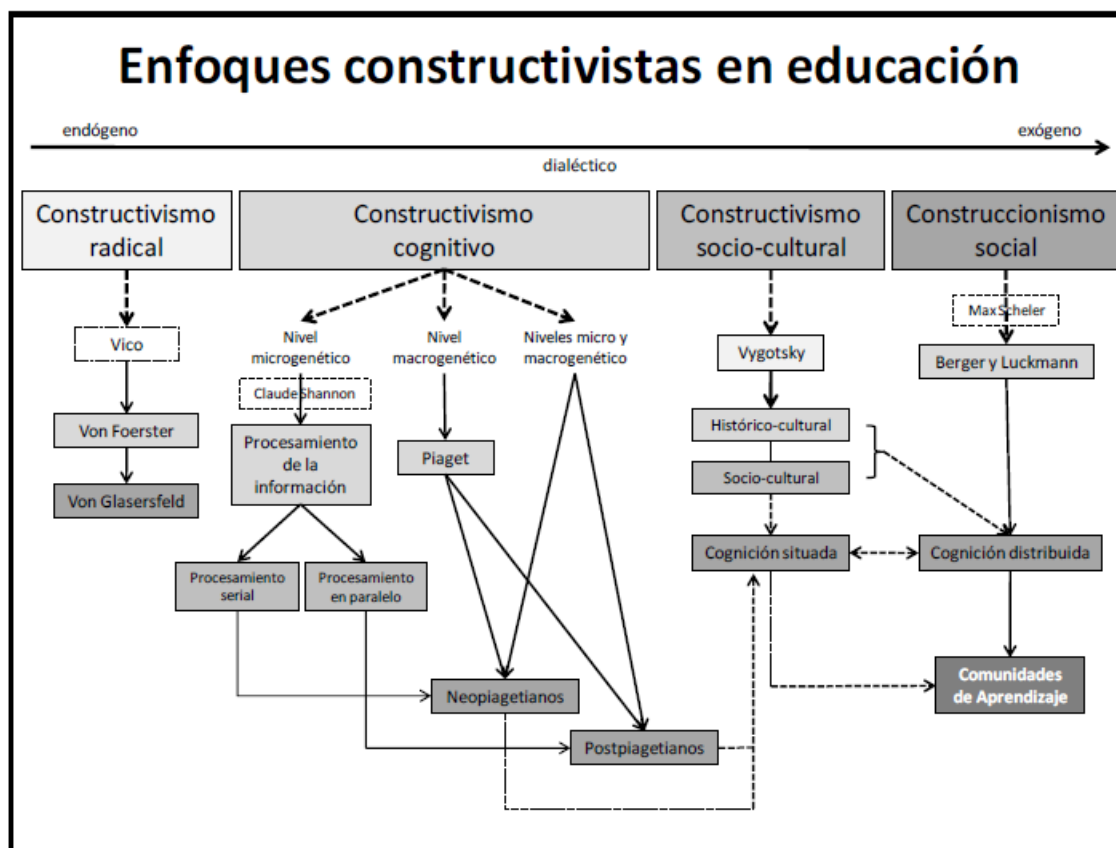 Enfoques constructivistas en educación
endógeno
exógeno
dialéctico
Constructivismo
radical
Constructivismo
cognitivo
Constructivismo
socio-cultural
Construccionismo
social
Vico
Von Foerster
Von Glasersfeld
Nivel
microgenético
Nivel
macrogenético
Niveles micro y
macrogenético
Claude Shannon
Procesamiento
de la
información
Piaget
Procesamiento
serial
Procesamiento
en paralelo
Neopiagetianos
Postpiagetianos
Vygotsky
Histórico-cultural
Socio-cultural
Cognición situada
Max Scheler
Berger y Luckmann
Cognición distribuida
Comunidades
de Aprendizaje